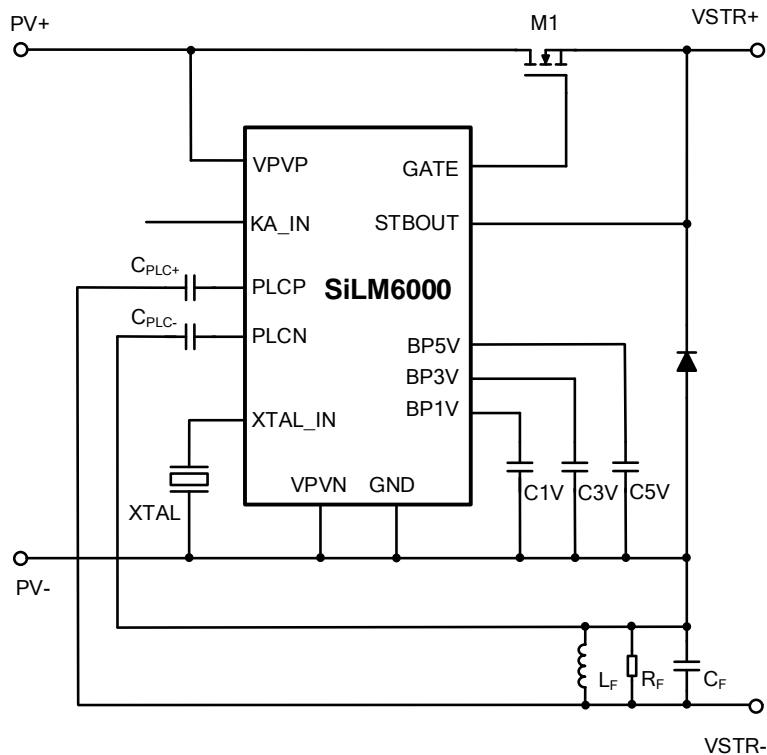 PV+
M1
VSTR+
VPVP
GATE
KA_IN
STBOUT
CPLC+
PLCP
SiLM6000
CPLC-
PLCN
BP5V
BP3V
BP1V
XTAL_IN
XTAL
VPVN
GND
C1V
C3V
C5V
PV-
LF
RF
CF
VSTR-